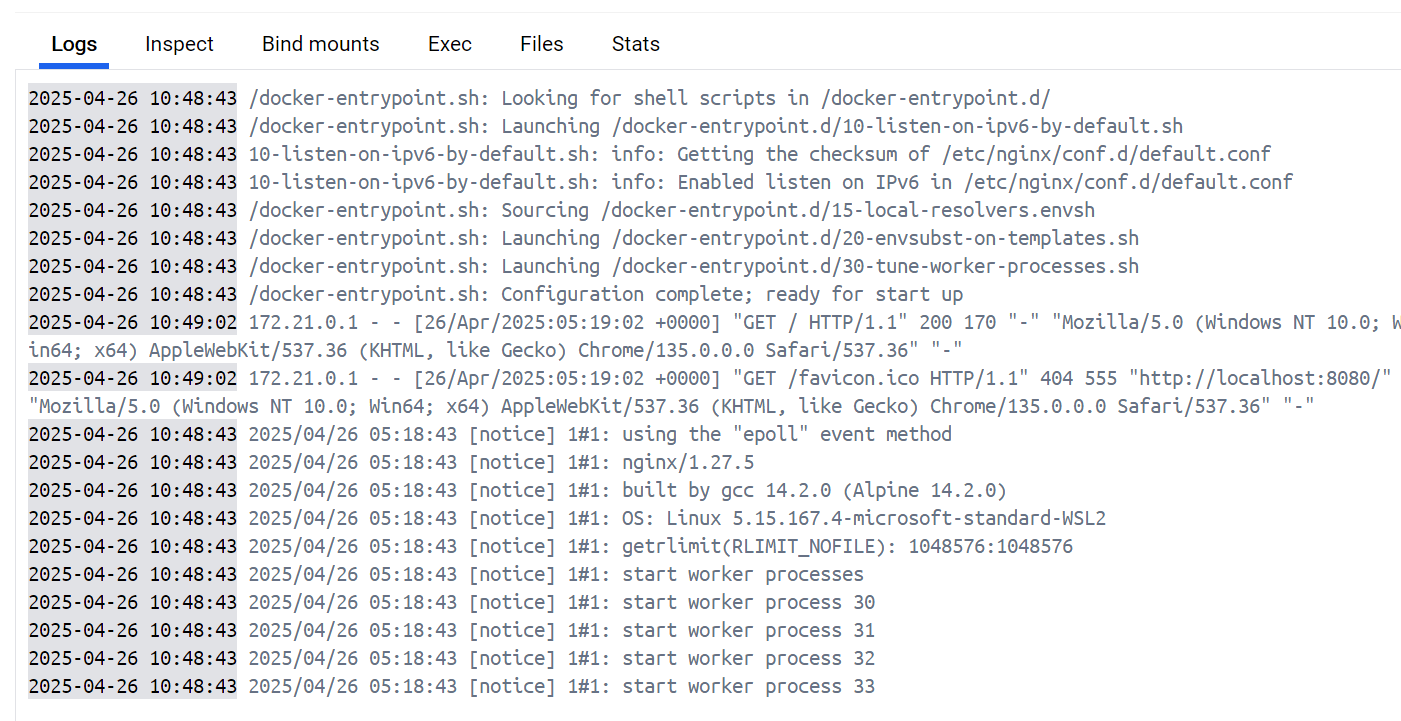 Logs Inspect Bind mounts Exec Files Stats
2025-04-26 10:48:43 /docker-entrypoint.sh: Looking for shell scripts in /docker-entrypoint.d/
2025-04-26 10:48:43 /docker-entrypoint.sh: Launching /docker-entrypoint.d/10-listen-on-ipv6-by-default.sh
2025-04-26 10:48:43 10-listen-on-ipv6-by-default.sh: info: Getting the checksum of /etc/nginx/conf.d/default.conf
2025-04-26 10:48:43 10-listen-on-ipv6-by-default.sh: info: Enabled listen on IPv6 in /etc/nginx/conf.d/default.conf
2025-04-26 10:48:43 /docker-entrypoint.sh: Sourcing /docker-entrypoint.d/15-local-resolvers.envsh
2025-04-26 10:48:43 /docker-entrypoint.sh: Launching /docker-entrypoint.d/20-envsubst-on-templates.sh
2025-04-26 10:48:43 /docker-entrypoint.sh: Launching /docker-entrypoint.d/30-tune-worker-processes.sh
2025-04-26 10:48:43 /docker-entrypoint.sh: Configuration complete; ready for start up
2025-04-26 10:49:02 172.21.0.1 - - [26/Apr/2025:05:19:02 +0000] "GET / HTTP/1.1" 200 170 "-" "Mozilla/5.0 (Windows NT 10.0; W
in64; x64) AppleWebKit/537.36 (KHTML, like Gecko) Chrome/135.0.0.0 Safari/537.36" "-"
2025-04-26 10:49:02 172.21.0.1 - - [26/Apr/2025:05:19:02 +0000] "GET /favicon.ico HTTP/1.1" 404 555 "http://localhost:8080/"
"Mozilla/5.0 (Windows NT 10.0; Win64; x64) AppleWebKit/537.36 (KHTML, like Gecko) Chrome/135.0.0.0 Safari/537.36" "-"
2025-04-26 10:48:43 2025/04/26 05:18:43 [notice] 1#1: using the "epoll" event method
2025-04-26 10:48:43 2025/04/26 05:18:43 [notice] 1#1: nginx/1.27.5
2025-04-26 10:48:43 2025/04/26 05:18:43 [notice] 1#1: built by gcc 14.2.0 (Alpine 14.2.0)
2025-04-26 10:48:43 2025/04/26 05:18:43 [notice] 1#1: OS: Linux 5.15.167.4-microsoft-standard-WSL2
2025-04-26 10:48:43 2025/04/26 05:18:43 [notice] 1#1: getrlimit(RLIMIT_NOFILE): 1048576:1048576
2025-04-26 10:48:43 2025/04/26 05:18:43 [notice] 1#1: start worker processes
2025-04-26 10:48:43 2025/04/26 05:18:43 [notice] 1#1: start worker process 30
2025-04-26 10:48:43 2025/04/26 05:18:43 [notice] 1#1: start worker process 31
2025-04-26 10:48:43 2025/04/26 05:18:43 [notice] 1#1: start worker process 32
2025-04-26 10:48:43 2025/04/26 05:18:43 [notice] 1#1: start worker process 33